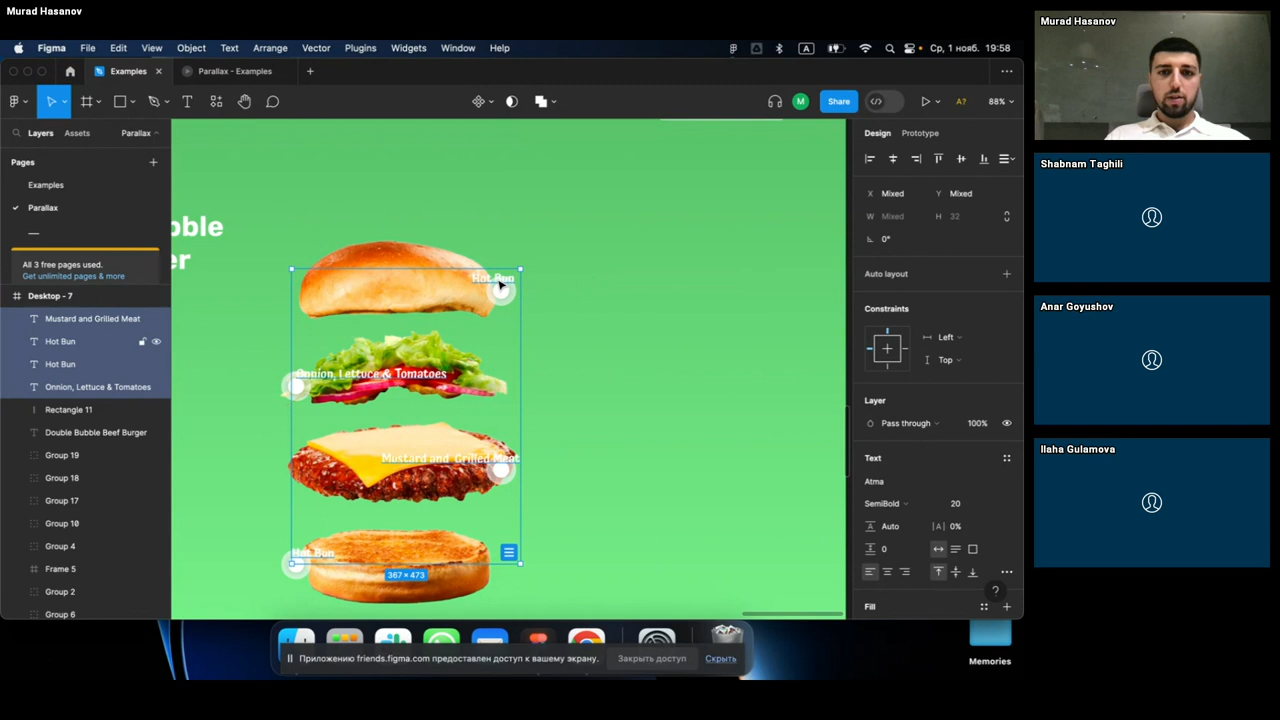 Murad Hasanov
Figma File Edit View Object Text Arrange Vector Plugins Widgets Window Help
A
Ср, 1 нояб. 19:58
Examples
Parallax - Examples
Share
M
A?
88%
Layers Assets Parallax
Pages
Examples
Parallax
All 3 free pages used.
Get unlimited pages & more
Desktop - 7
Mustard and Grilled Meat
Hot Bun
Hot Bun
Onnion, Lettuce & Tomatoes
Rectangle 11
Double Bubble Beef Burger
Group 19
Group 18
Group 17
Group 10
Group 4
Frame 5
Group 2
Group 6
bble
er
Hot Bun
Onnion, Lettuce & Tomatoes
Mustard and Grilled Meat
Hot Bun
367 × 473
Design Prototype
X Mixed Y Mixed
W Mixed H 32
0°
Auto layout
Constraints
Left
Top
Layer
Pass through 100%
Text
Atma
SemiBold 20
Auto 0%
0
Fill
?
Приложению friends.figma.com предоставлен доступ к вашему экрану.
Закрыть доступ
Скрыть
Memories
Murad Hasanov
Shabnam Taghili
Anar Goyushov
Ilaha Gulamova